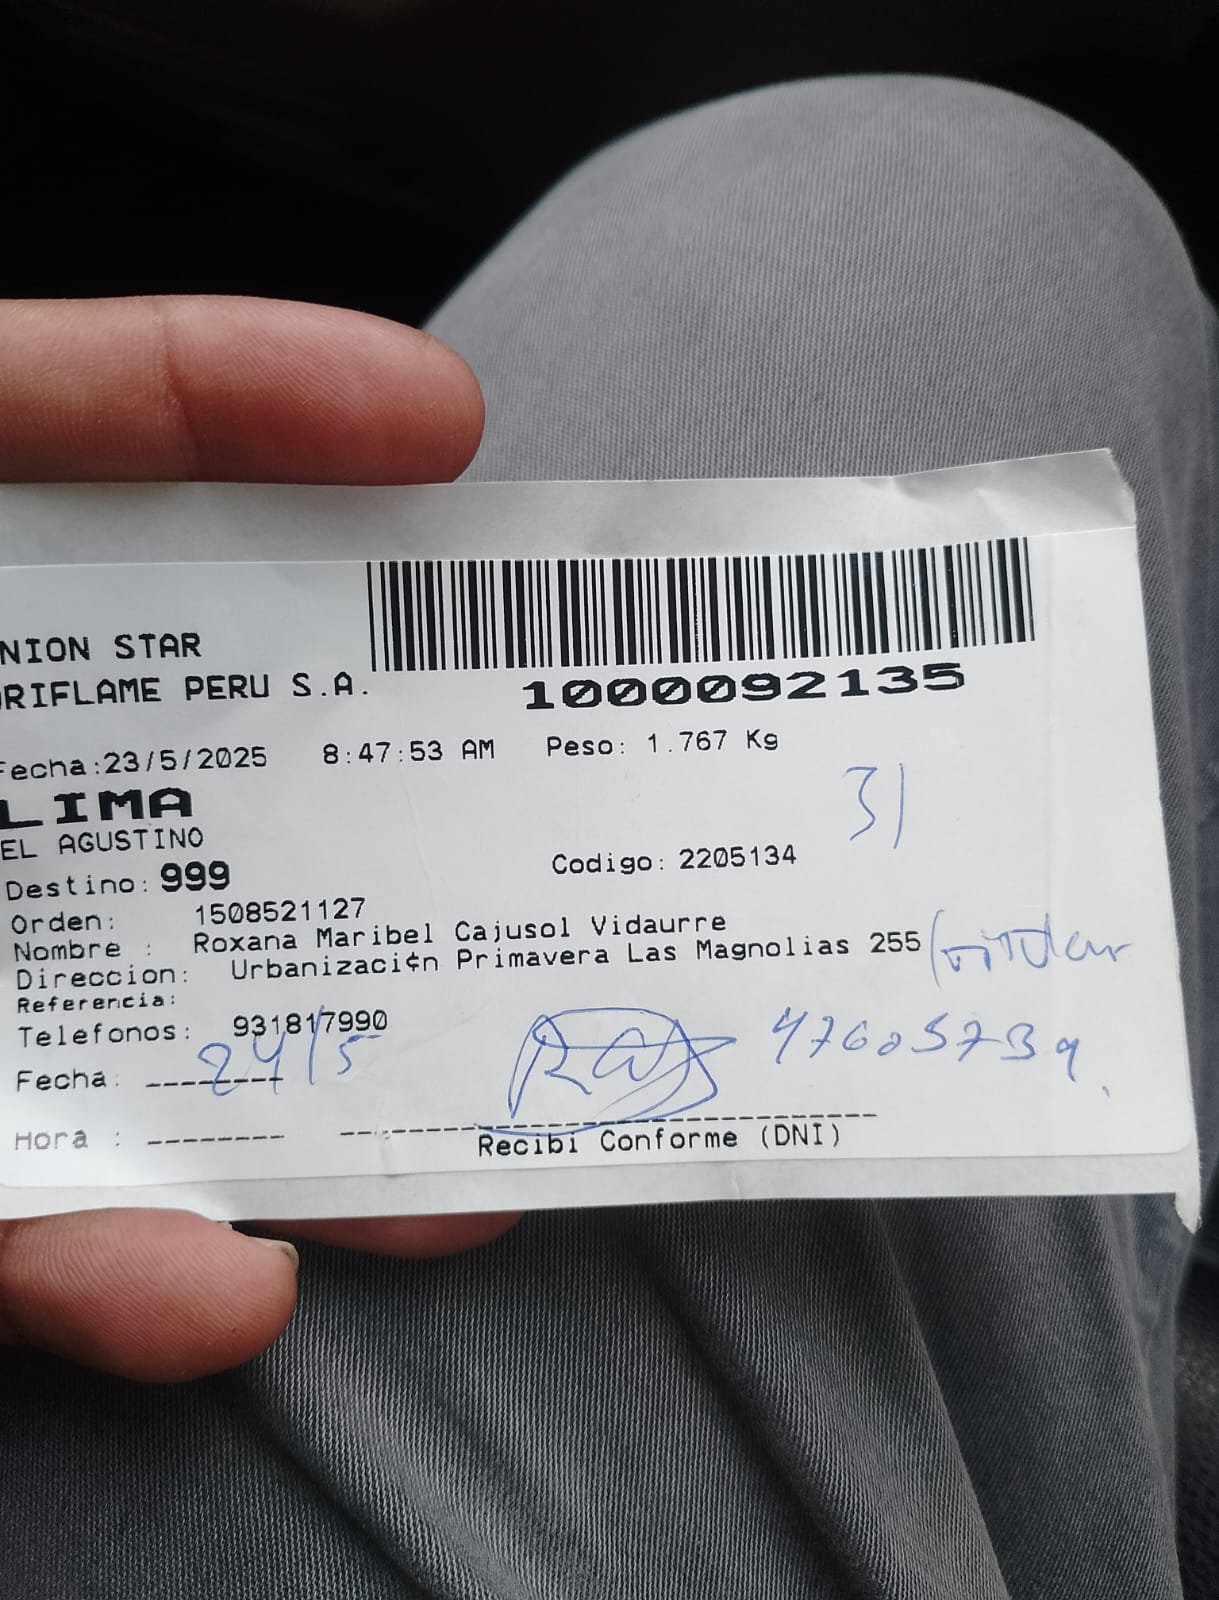 NION STAR
RIFLAME PERU S.A.
1000092135
Fecha:23/5/2025 8:47:53 AM Peso: 1.767 Kg
31
LIMA
EL AGUSTINO
Destino: 999 Codigo: 2205134
Orden: 1508521127
Nombre : Roxana Maribel Cajusol Vidaurre
Direccion: Urbanizaci¢n Primavera Las Magnolias 255
Referencia:
Telefonos: 931817990
Fecha: 24/5
Hora :
Recibi Conforme (DNI)